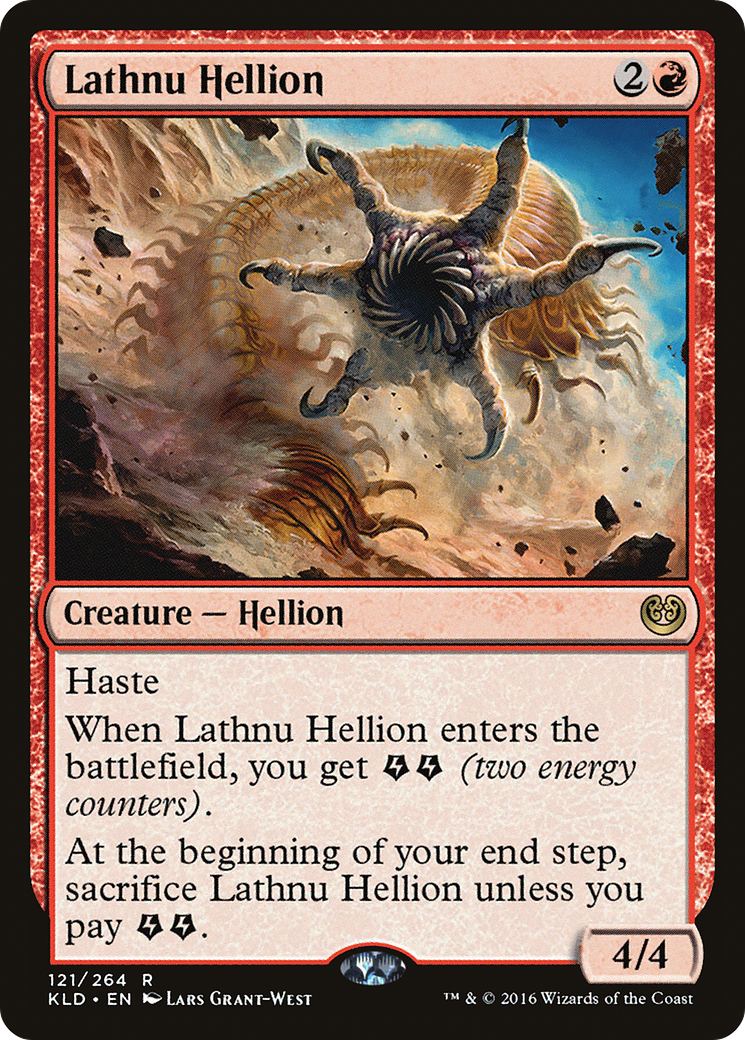 Lathnu Hellion 2
Creature — Hellion
Haste
When Lathnu Hellion enters the
battlefield, you get (two energy
counters).
At the beginning of your end step,
sacrifice Lathnu Hellion unless you
pay .
4/4
121/264 R
KLD • EN Lars Grant-West
™ & © 2016 Wizards of the Coast